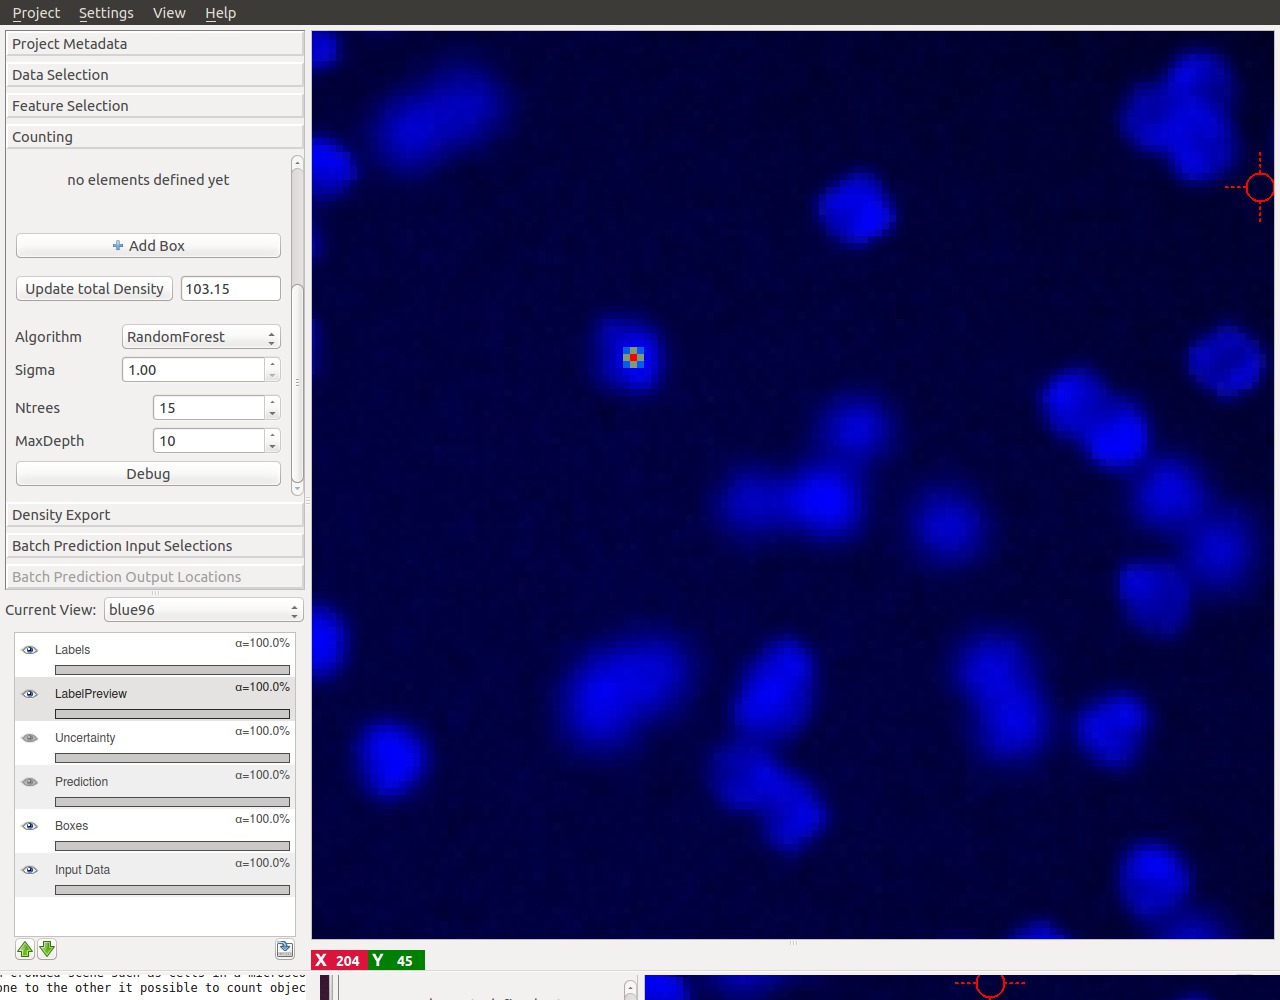 Project Settings View Help
Project Metadata
Data Selection
Feature Selection
Counting
no elements defined yet
Add Box
Update total Density 103.15
Algorithm RandomForest
Sigma 1.00
Ntrees 15
MaxDepth 10
Debug
Density Export
Batch Prediction Input Selections
Batch Prediction Output Locations
Current View: blue96
Labels α=100.0%
LabelPreview α=100.0%
Uncertainty α=100.0%
Prediction α=100.0%
Boxes α=100.0%
Input Data α=100.0%
X 204 Y 45
crowded scene such as cells in a
one to the other it possible to count objec